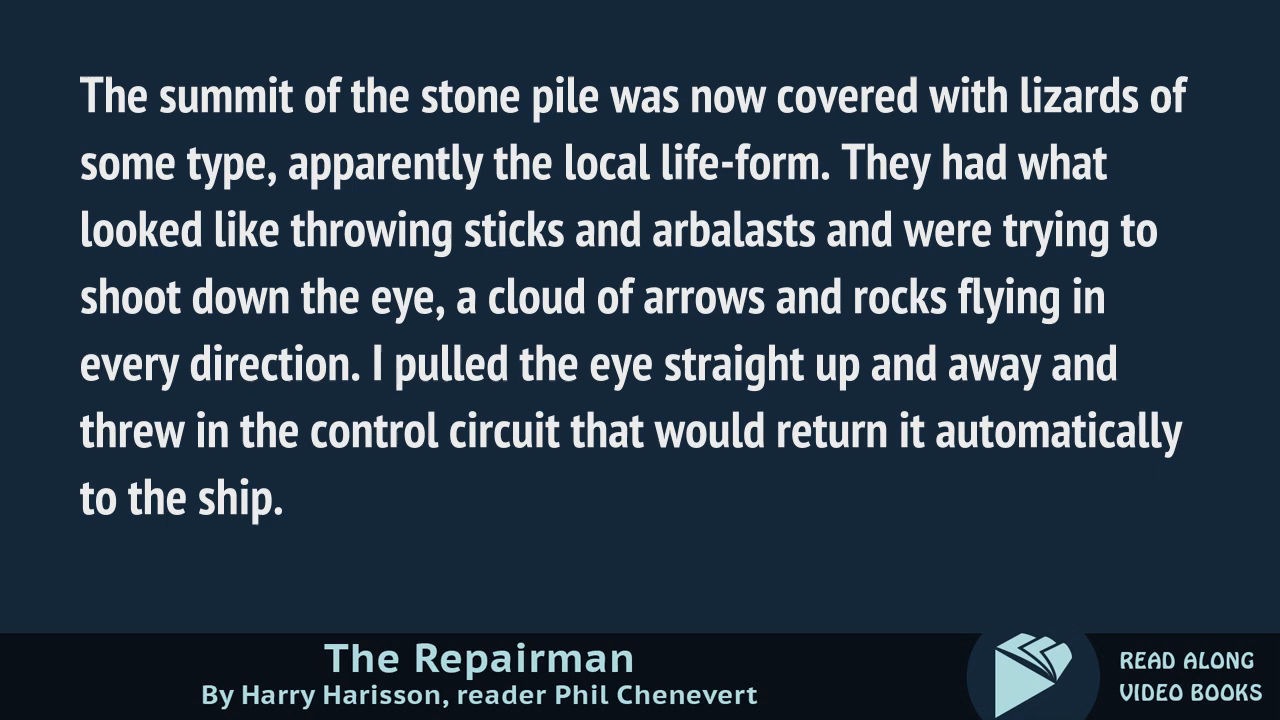 The summit of the stone pile was now covered with lizards of
some type, apparently the local life-form. They had what
looked like throwing sticks and arbalasts and were trying to
shoot down the eye, a cloud of arrows and rocks flying in
every direction. I pulled the eye straight up and away and
threw in the control circuit that would return it automatically
to the ship.
The Repairman
By Harry Harisson, reader Phil Chenevert
READ ALONG
VIDEO BOOKS